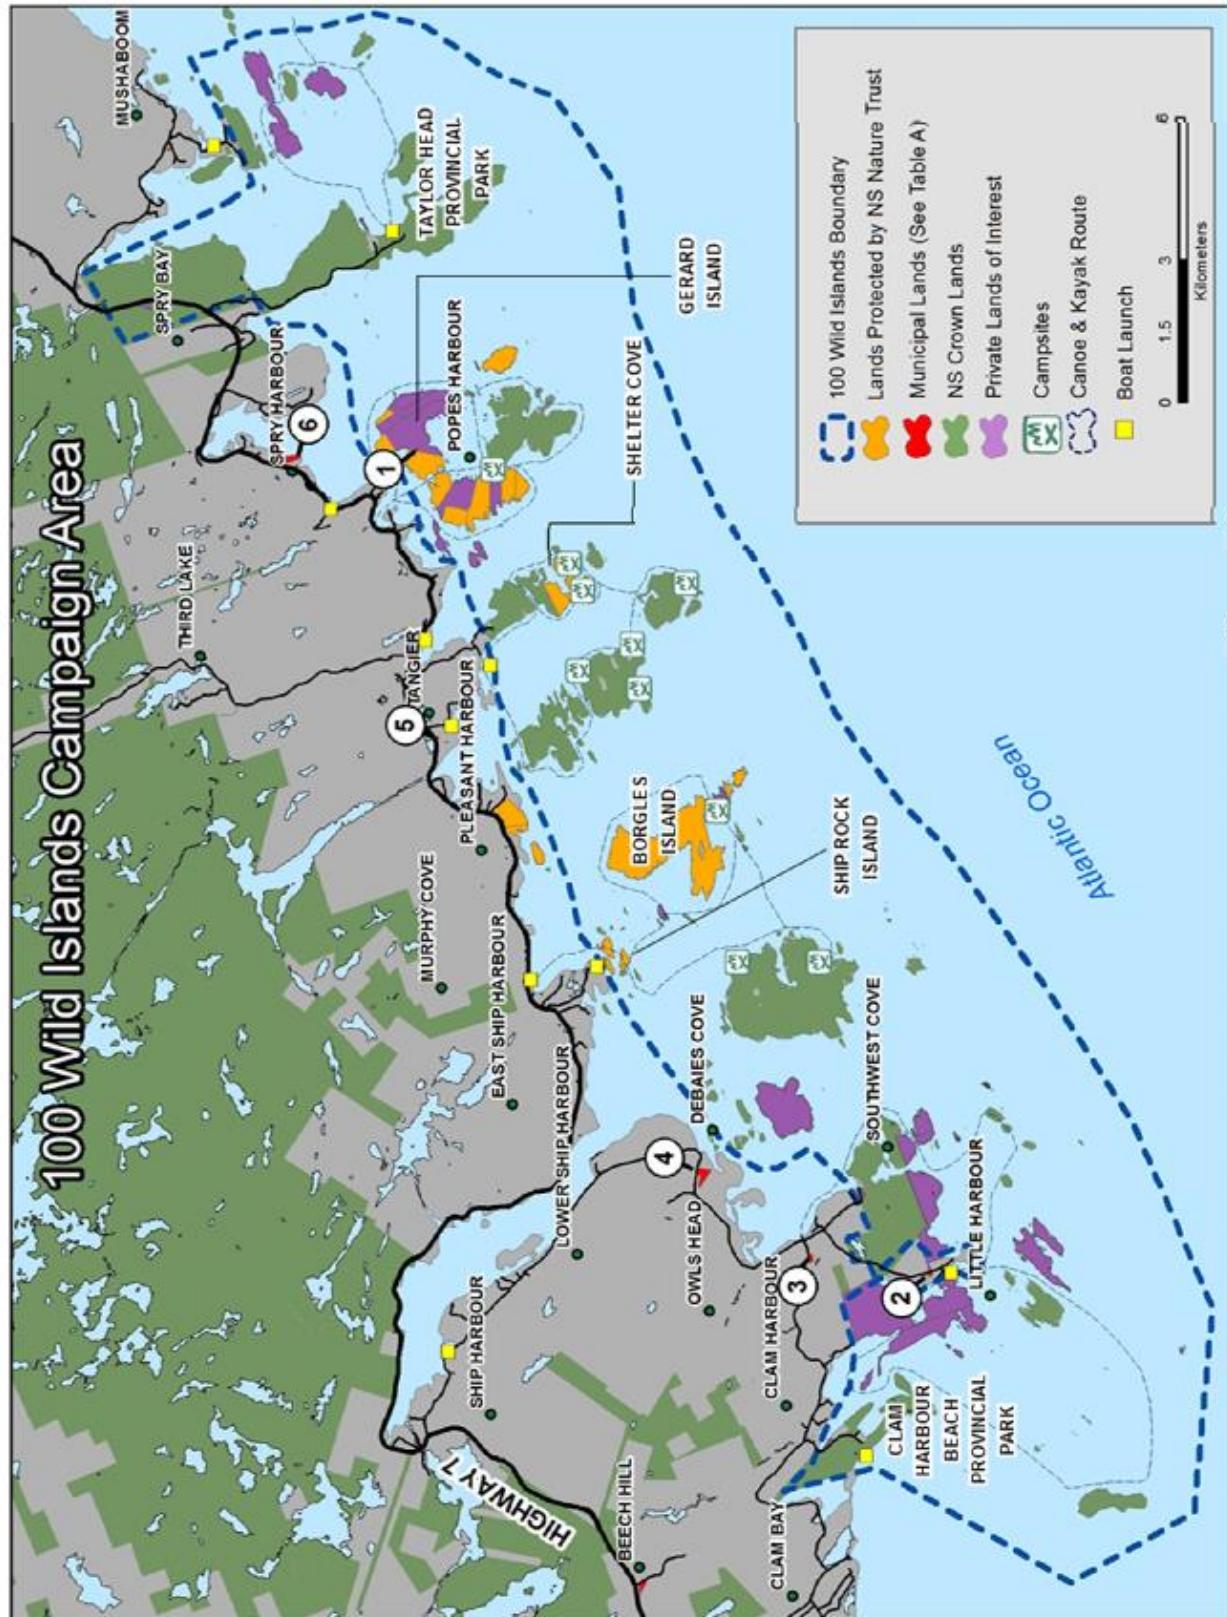 100 Wild Islands Campaign Area
MUSHABOOM
SPRY BAY
TAYLOR HEAD
PROVINCIAL
PARK
SPRY HARBOUR
6
THIRD LAKE
1
POPES HARBOUR
GERARD
ISLAND
SHELTER COVE
TANGIER
5
PLEASANT HARBOUR
MURPHY COVE
BORGLES
ISLAND
SHIP ROCK
ISLAND
EAST SHIP HARBOUR
LOWER SHIP HARBOUR
DEBAIES COVE
4
OWLS HEAD
SOUTHWEST COVE
SHIP HARBOUR
CLAM HARBOUR
3
2
LITTLE HARBOUR
HIGHWAY 7
BEECH HILL
CLAM BAY
CLAM
HARBOUR
BEACH
PROVINCIAL
PARK
Atlantic Ocean
100 Wild Islands Boundary
Lands Protected by NS Nature Trust
Municipal Lands (See Table A)
NS Crown Lands
Private Lands of Interest
Campsites
Canoe & Kayak Route
Boat Launch
0 1.5 3 6
Kilometers